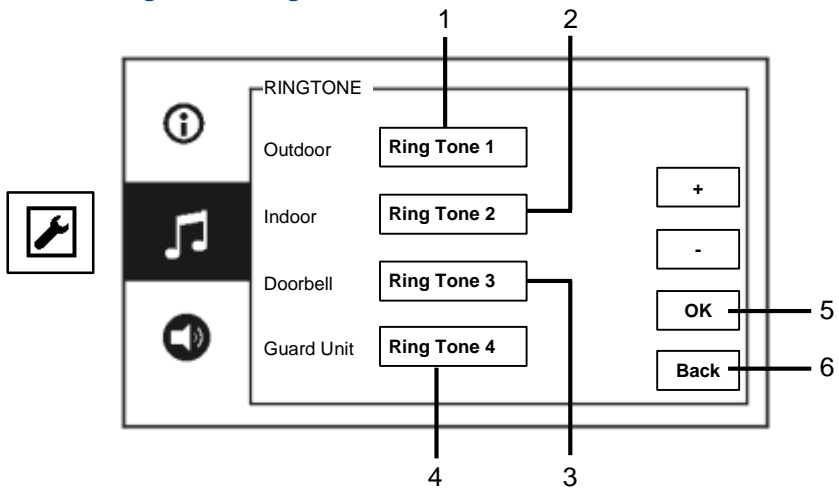 1 2
RINGTONE
Outdoor Ring Tone 1
+
Indoor Ring Tone 2
-
Doorbell Ring Tone 3
OK 5
Guard Unit Ring Tone 4
Back 6
4 3